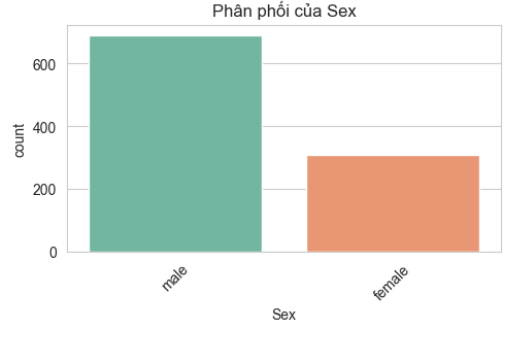 Phân phối của Sex
600
400
200
0
count
male
female
Sex